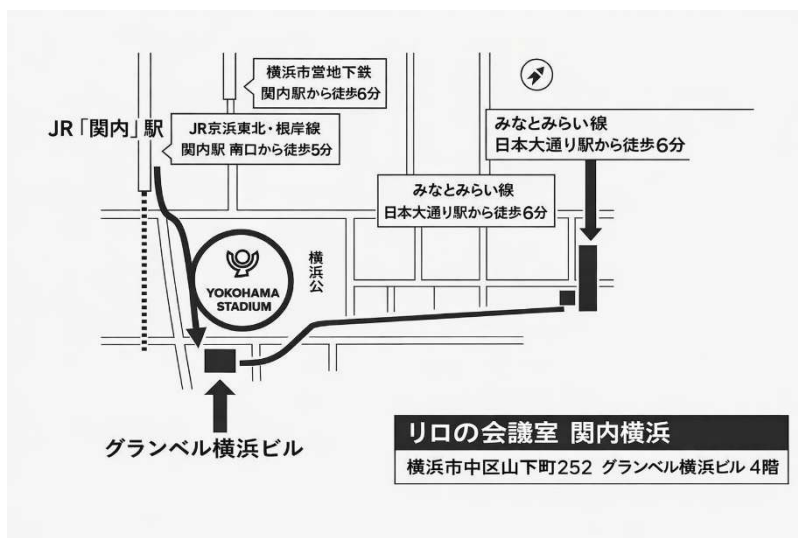 横浜市営地下鉄
関内駅から徒歩6分
JR「関内」駅
JR京浜東北・根岸線
関内駅 南口から徒歩5分
みなとみらい線
日本大通り駅から徒歩6分
みなとみらい線
日本大通り駅から徒歩6分
YOKOHAMA
STADIUM
横浜公
グランベル横浜ビル
リロの会議室 関内横浜
横浜市中区山下町252 グランベル横浜ビル 4階